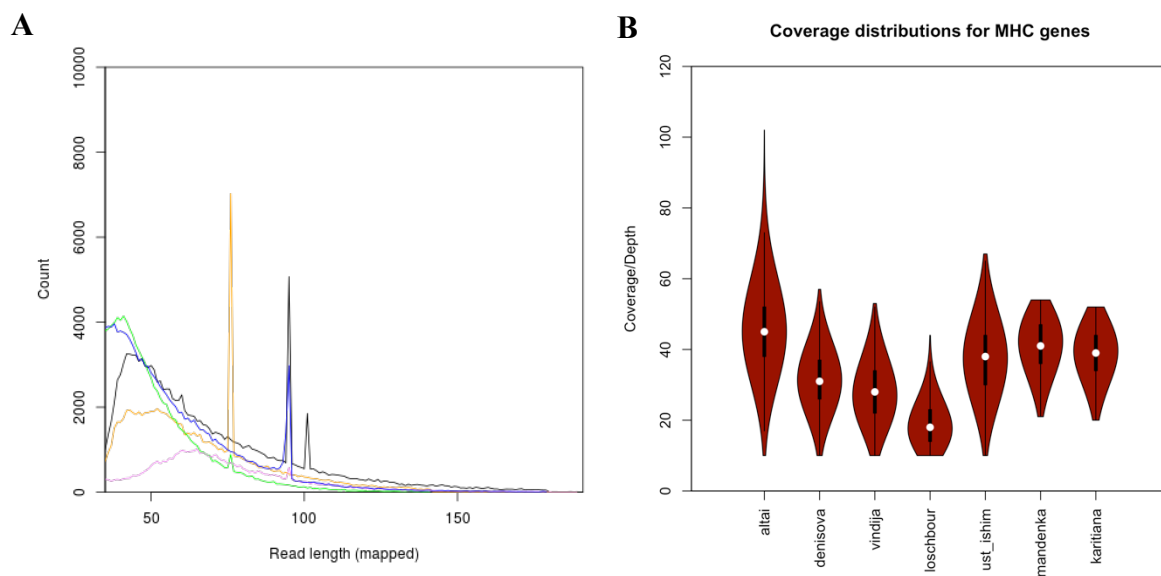 A
Count
0
2000
4000
6000
8000
10000
50
100
150
Read length (mapped)
B
Coverage distributions for MHC genes
Coverage/Depth
0
20
40
60
80
100
120
altai
denisova
vindija
loschbour
ust_ishim
mandenka
karitiana